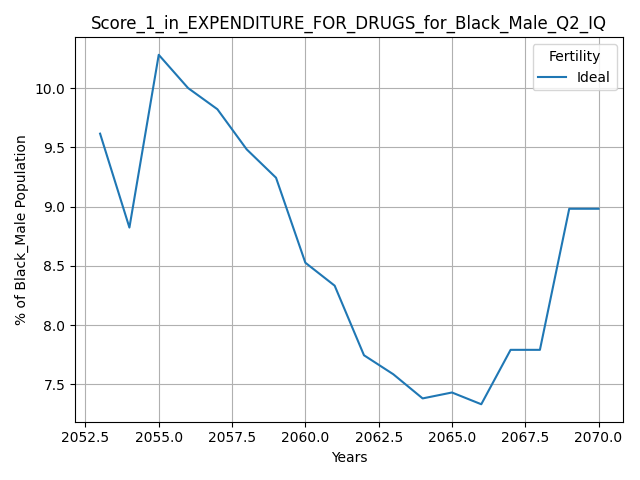 Score_1_in_EXPENDITURE_FOR_DRUGS_for_Black_Male_Q2_IQ
Fertility
Ideal
% of Black_Male Population
10.0
9.5
9.0
8.5
8.0
7.5
2052.5 2055.0 2057.5 2060.0 2062.5 2065.0 2067.5 2070.0
Years